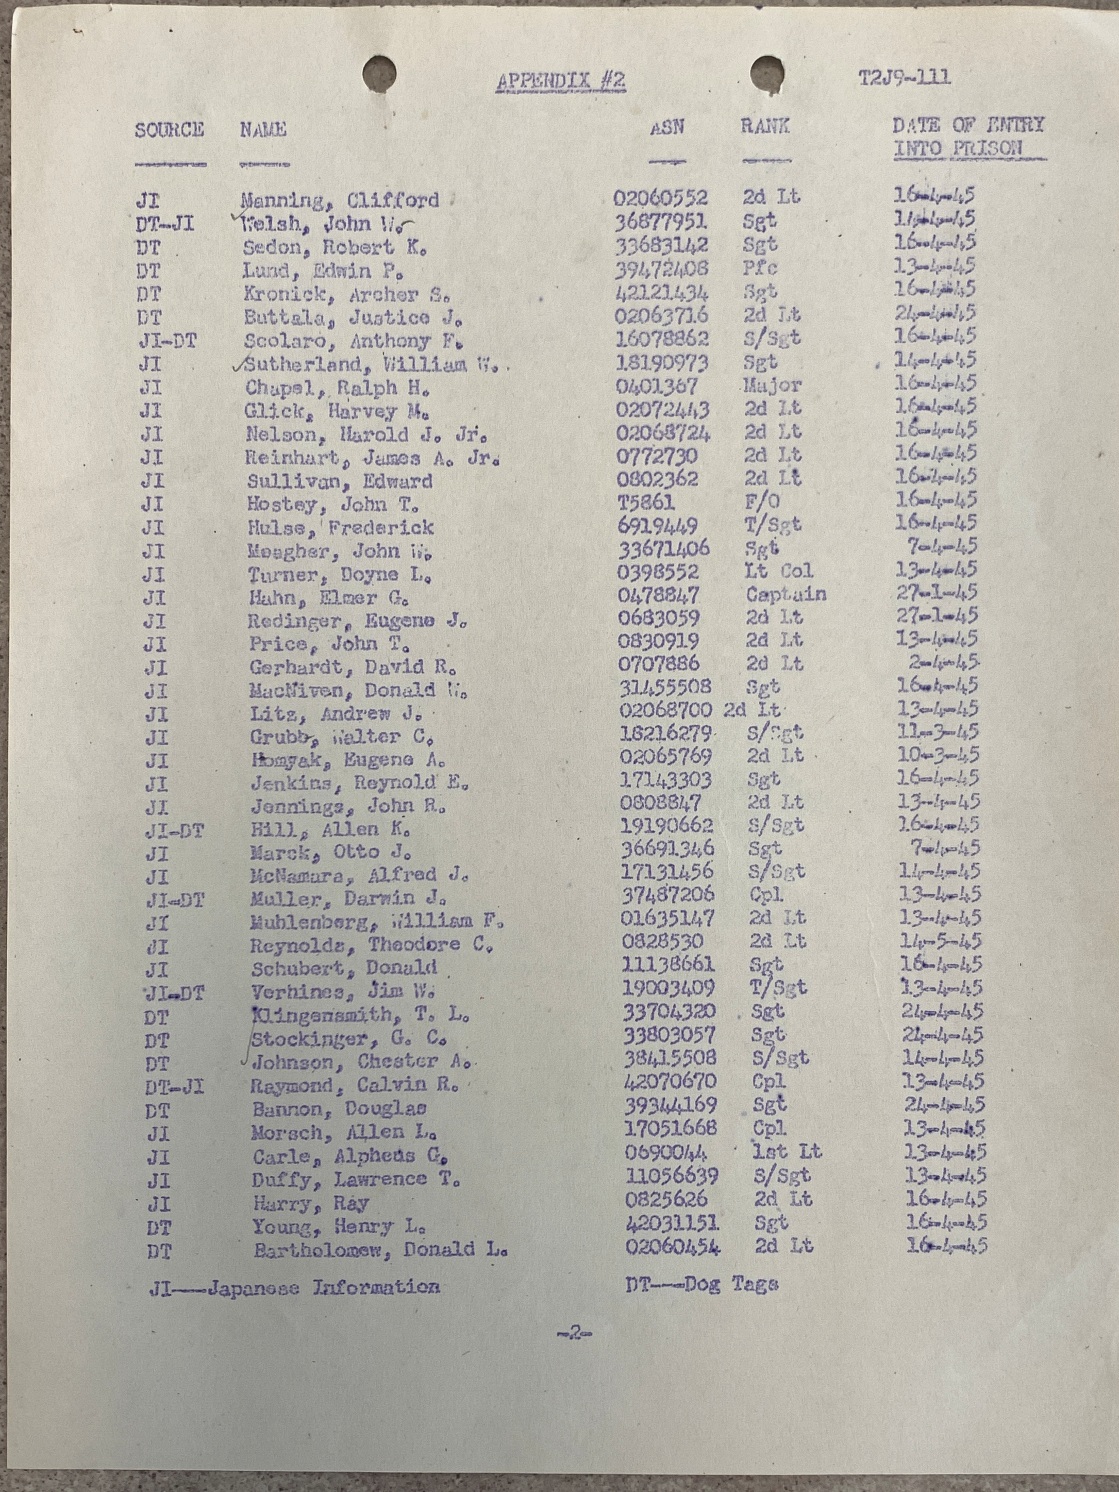 APPENDIX #2 T2J9-111
SOURCE NAME ASN RANK DATE OF ENTRY
INTO PRISON
JI Manning, Clifford 02060552 2d Lt 16-4-45
DT-JI Welsh, John W. 36877951 Sgt 14-4-45
DT Sedon, Robert K. 33683142 Sgt 16-4-45
DT Lund, Edwin P. 39472408 Pfc 13-4-45
DT Kronick, Archer S. 42121434 Sgt 16-4-45
DT Buttala, Justice J. 02063716 2d Lt 24-4-45
JI-DT Scolaro, Anthony F. 16078862 S/Sgt 16-4-45
JI Sutherland, William W. 18190973 Sgt 14-4-45
JI Chapel, Ralph H. 0401367 Major 16-4-45
JI Glick, Harvey M. 02072443 2d Lt 16-4-45
JI Nelson, Harold J. Jr. 02068724 2d Lt 16-4-45
JI Reinhart, James A. Jr. 0772730 2d Lt 16-4-45
JI Sullivan, Edward 0802362 2d Lt 16-4-45
JI Hostey, John T. T5861 F/O 16-4-45
JI Hulse, Frederick 6919449 T/Sgt 16-4-45
JI Meagher, John W. 33671406 Sgt 7-4-45
JI Turner, Doyne L. 0398552 Lt Col 13-4-45
JI Hahn, Elmer G. 0478847 Captain 27-1-45
JI Redinger, Eugene J. 0683059 2d Lt 27-1-45
JI Price, John T. 0830919 2d Lt 13-4-45
JI Gerhardt, David R. 0707886 2d Lt 2-4-45
JI MacNiven, Donald W. 31455508 Sgt 16-4-45
JI Litz, Andrew J. 02068700 2d Lt 13-4-45
JI Grubb, Walter C. 18216279 S/Sgt 11-3-45
JI Homyak, Eugene A. 02065769 2d Lt 10-3-45
JI Jenkins, Reynold E. 17143303 Sgt 16-4-45
JI Jennings, John R. 0808847 2d Lt 13-4-45
JI-DT Hill, Allen K. 19190662 S/Sgt 16-4-45
JI Marck, Otto J. 36691346 Sgt 7-4-45
JI McNamara, Alfred J. 17131456 S/Sgt 14-4-45
JI-DT Muller, Darwin J. 37487206 Cpl 13-4-45
JI Muhlenberg, William F. 01635147 2d Lt 13-4-45
JI Reynolds, Theodore C. 0828530 2d Lt 14-5-45
JI Schubert, Donald 11138661 Sgt 16-4-45
JI-DT Verhines, Jim W. 19003409 T/Sgt 13-4-45
DT Klingensmith, T. L. 33704320 Sgt 24-4-45
DT Stockinger, G. C. 33803057 Sgt 24-4-45
DT Johnson, Chester A. 38415508 S/Sgt 14-4-45
DT-JI Raymond, Calvin R. 42070670 Cpl 13-4-45
DT Bannon, Douglas 39344169 Sgt 24-4-45
JI Morsch, Allen L. 17051668 Cpl 13-4-45
JI Carle, Alpheus G. 0690044 1st Lt 13-4-45
JI Duffy, Lawrence T. 11056639 S/Sgt 13-4-45
JI Harry, Ray 0825626 2d Lt 16-4-45
DT Young, Henry L. 42031151 Sgt 16-4-45
DT Bartholomew, Donald L. 02060454 2d Lt 16-4-45
JI---Japanese Information DT---Dog Tags
-2-